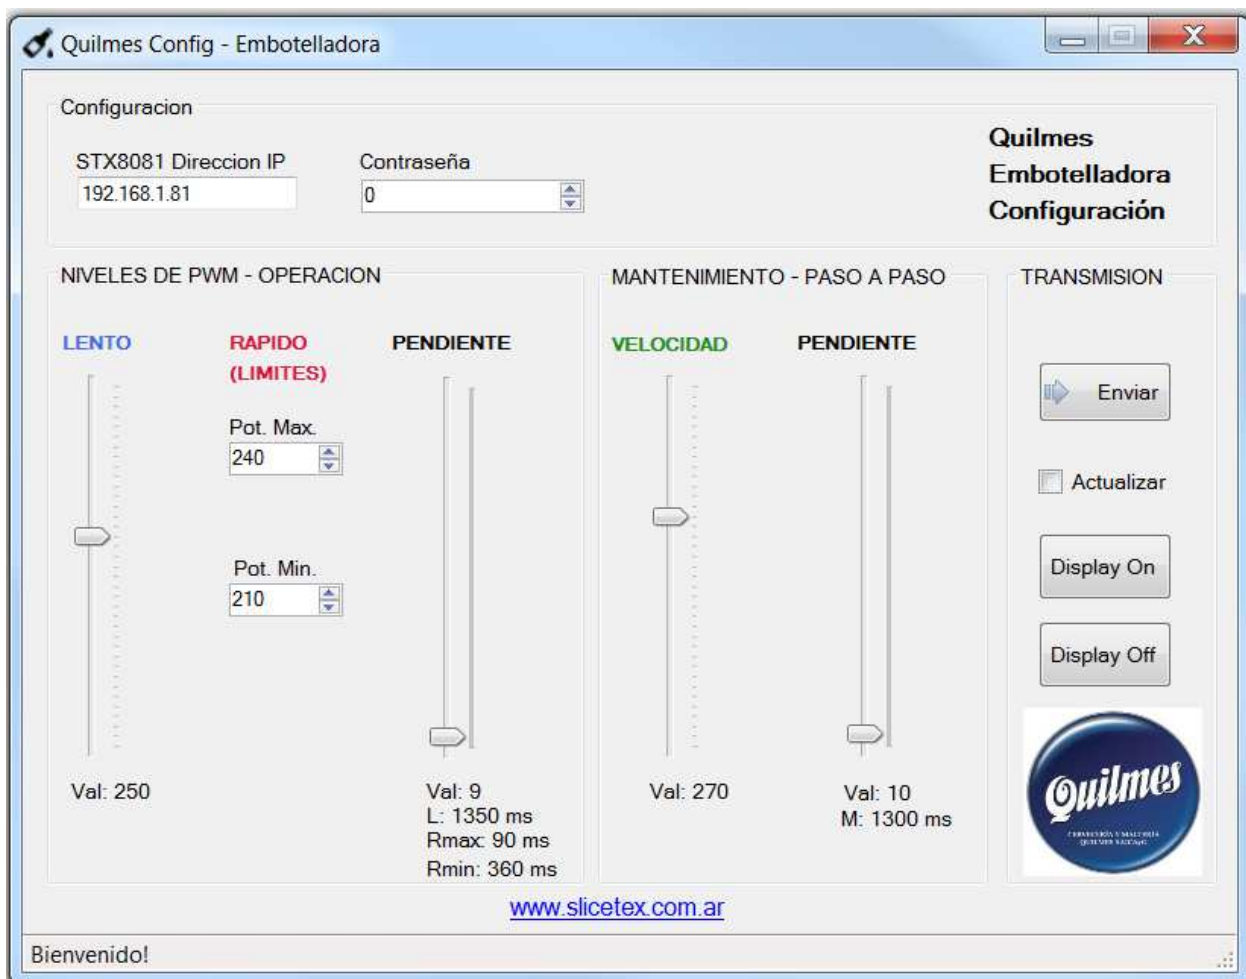 Quilmes Config - Embotelladora
Configuracion
STX8081 Direccion IP
Contraseña
192.168.1.81
0
Quilmes
Embotelladora
Configuración
NIVELES DE PWM - OPERACION
LENTO
RAPIDO
(LIMITES)
PENDIENTE
Pot. Max.
240
Pot. Min.
210
Val: 250
Val: 9
L: 1350 ms
Rmax: 90 ms
Rmin: 360 ms
MANTENIMIENTO - PASO A PASO
VELOCIDAD
PENDIENTE
Val: 270
Val: 10
M: 1300 ms
TRANSMISION
Enviar
Actualizar
Display On
Display Off
Quilmes
CERVECERÍA Y MALTERÍA
www.slicetex.com.ar
Bienvenido!